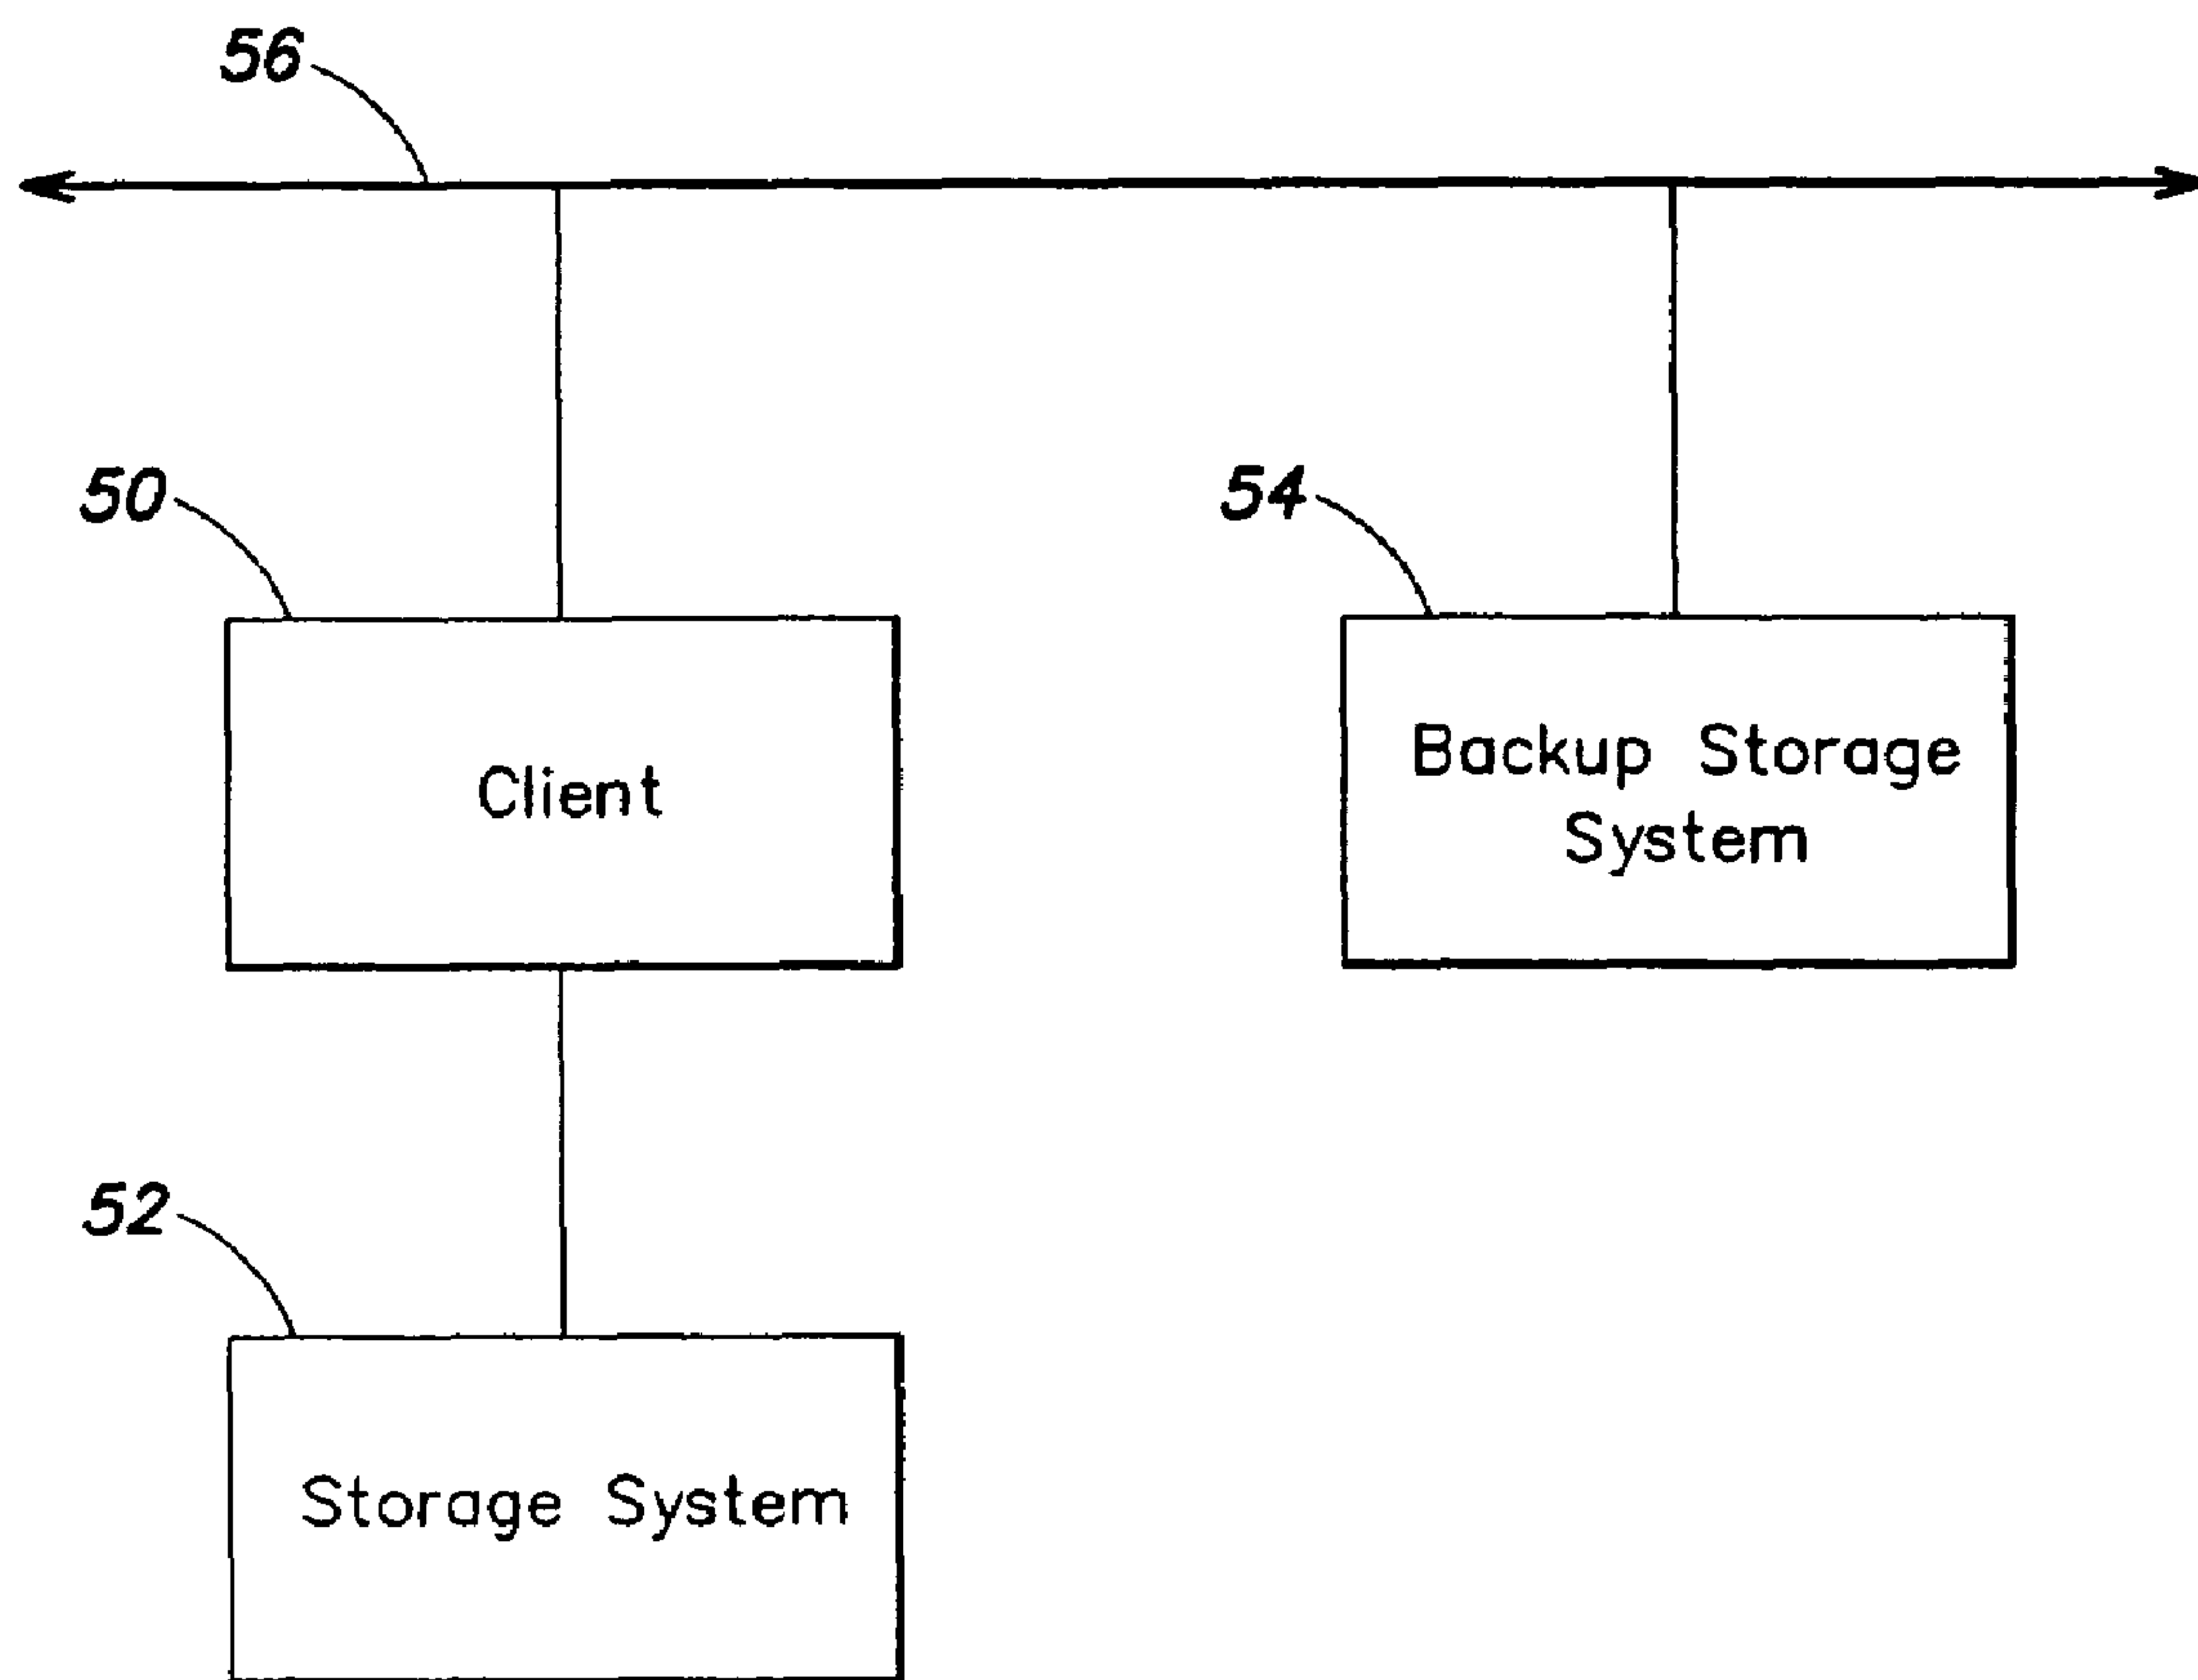 56
50
54
Client
Backup Storage
System
52
Storage System